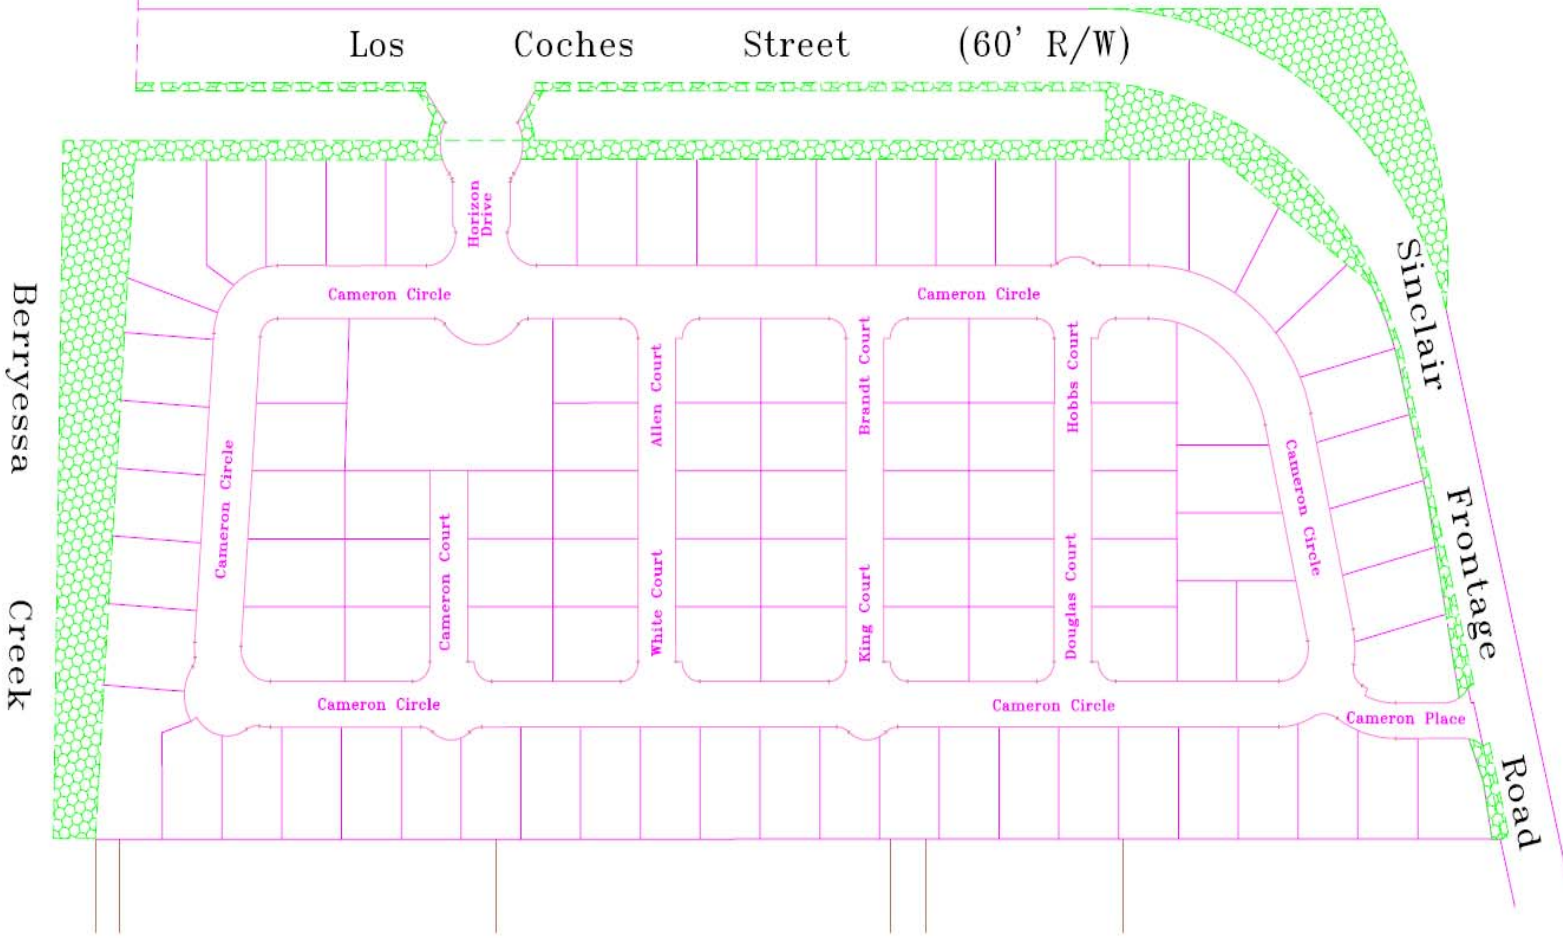 Los Coches Street (60' R/W)
Horizon
Drive
Cameron Circle
Cameron Circle
Sinclair
Berryessa
Allen Court
Brandt Court
Hobbs Court
Cameron Circle
Cameron Circle
Frontage
Cameron Court
White Court
King Court
Douglas Court
Creek
Cameron Circle
Cameron Circle
Cameron Place
Road